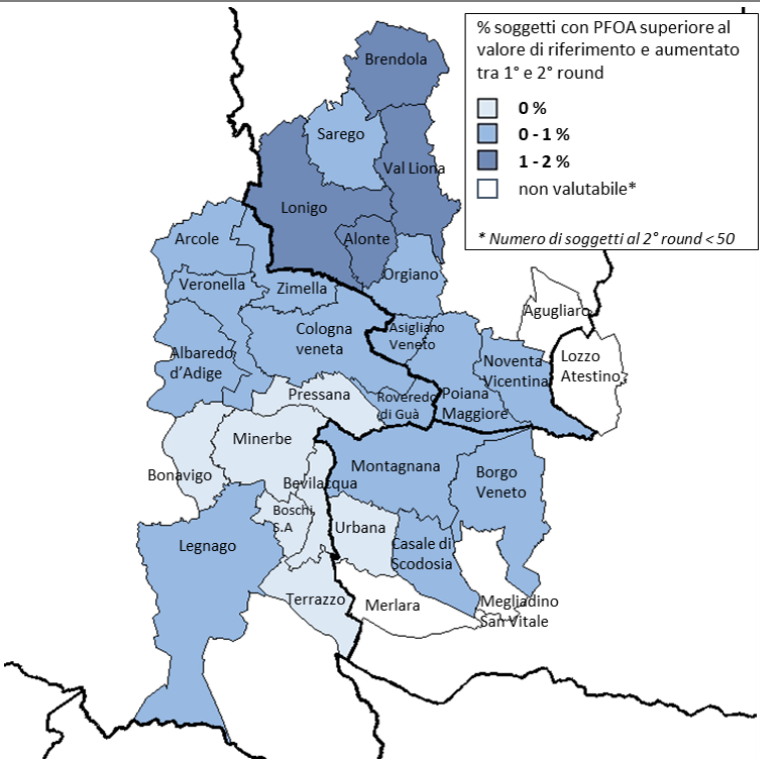 % soggetti con PFOA superiore al
valore di riferimento e aumentato
tra 1° e 2° round
0 %
0 - 1 %
1 - 2 %
non valutabile*
* Numero di soggetti al 2° round < 50
Brendola
Sarego
Val Liona
Lonigo
Alonte
Arcole
Orgiano
Veronella
Zimella
Agugliaro
Cologna
veneta
Asigliano
Veneto
Albaredo
d'Adige
Noventa
Vicentina
Lozzo
Atestino
Pressana
Roveredo
di Guà
Poiana
Maggiore
Minerbe
Bonavigo
Bevilacqua
Montagnana
Borgo
Veneto
Boschi
S.A
Urbana
Legnago
Casale di
Scodosia
Terrazzo
Merlara
Megliadino
San Vitale